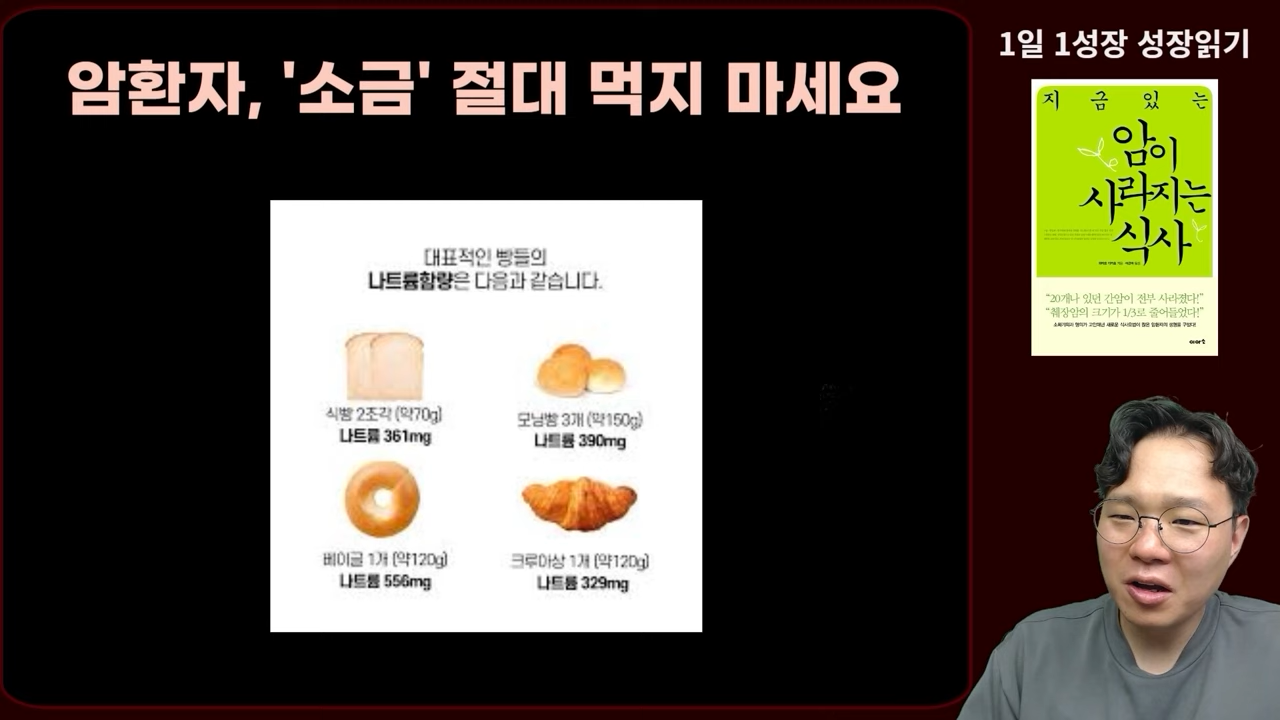 암환자, '소금' 절대 먹지 마세요
대표적인 빵들의
나트륨함량은 다음과 같습니다.
식빵 2조각 (약70g)
나트륨 361mg
모닝빵 3개 (약150g)
나트륨 390mg
베이글 1개 (약120g)
나트륨 556mg
크루아상 1개 (약120g)
나트륨 329mg
1일 1성장 성장읽기
지금 있는
암이
사라지는
식사
“20개나 있던 간암이 전부 사라졌다!”
“췌장암의 크기가 1/3로 줄어들었다!”